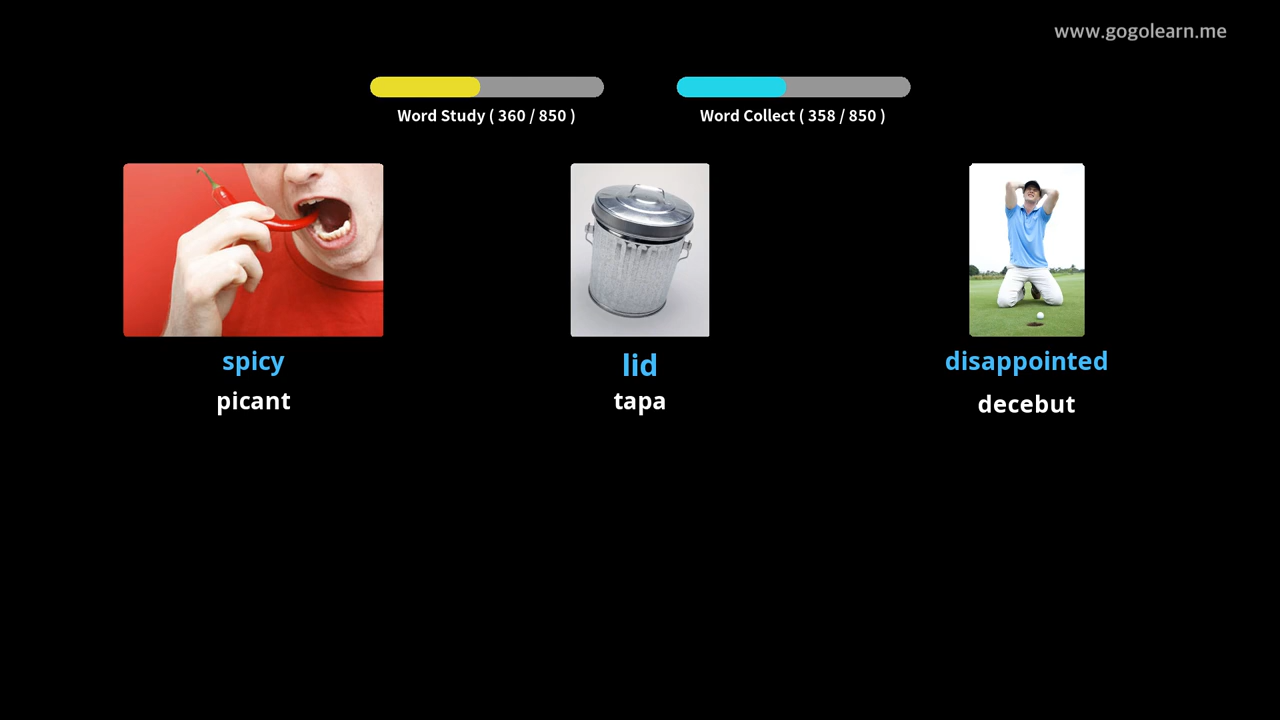 www.gogolearn.me
Word Study ( 360 / 850 )
Word Collect ( 358 / 850 )
spicy
picant
lid
tapa
disappointed
decebut